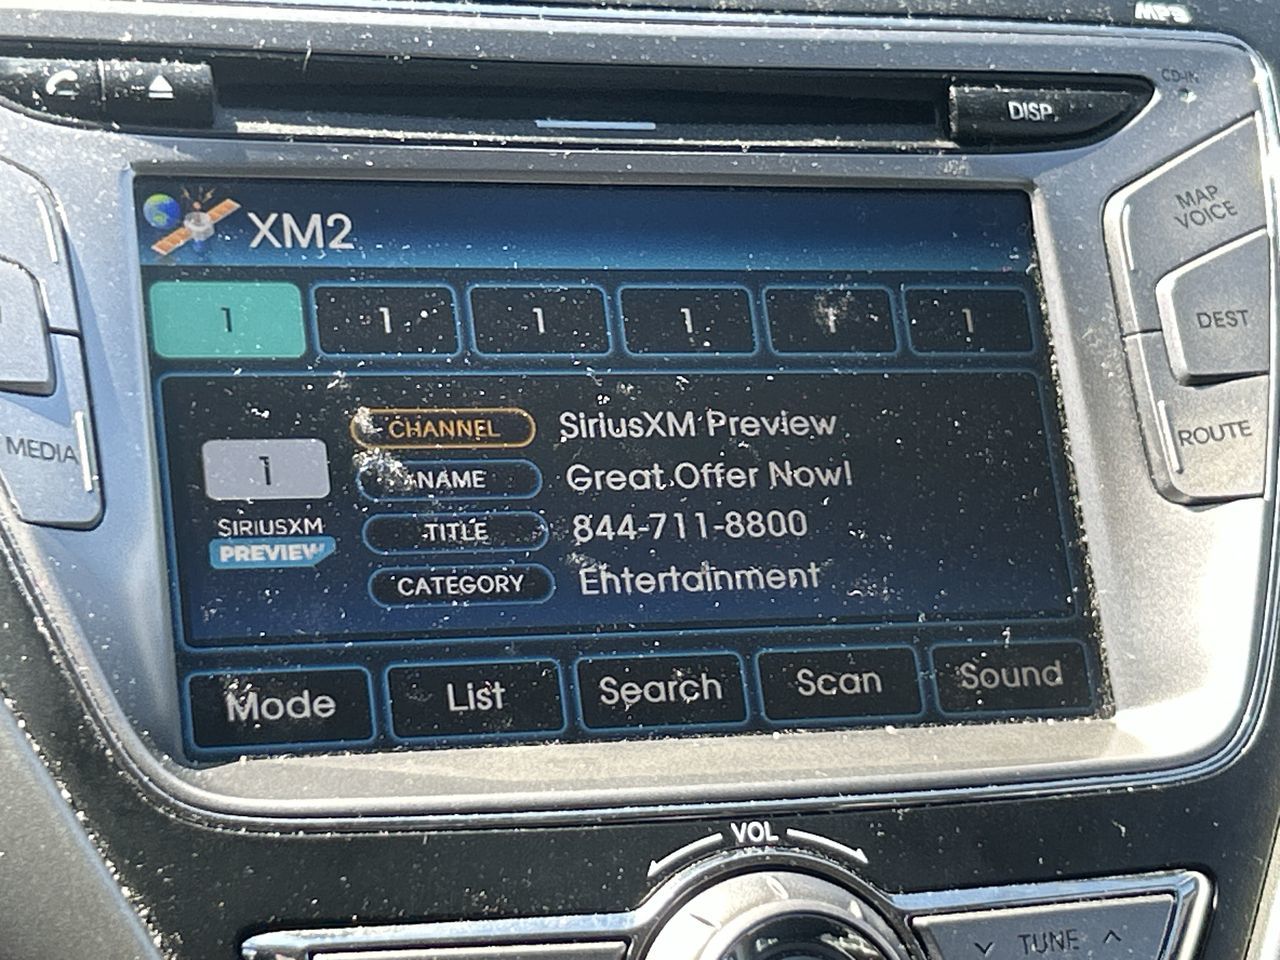 MP3
CD-IN
DISP
MAP
VOICE
XM2
1 1 1 1 1 1
DEST
CHANNEL SiriusXM Preview
ROUTE
MEDIA
1
NAME Great Offer Now!
SIRIUSXM
PREVIEW
TITLE 844-711-8800
CATEGORY Entertainment
Mode List Search Scan Sound
VOL
TUNE